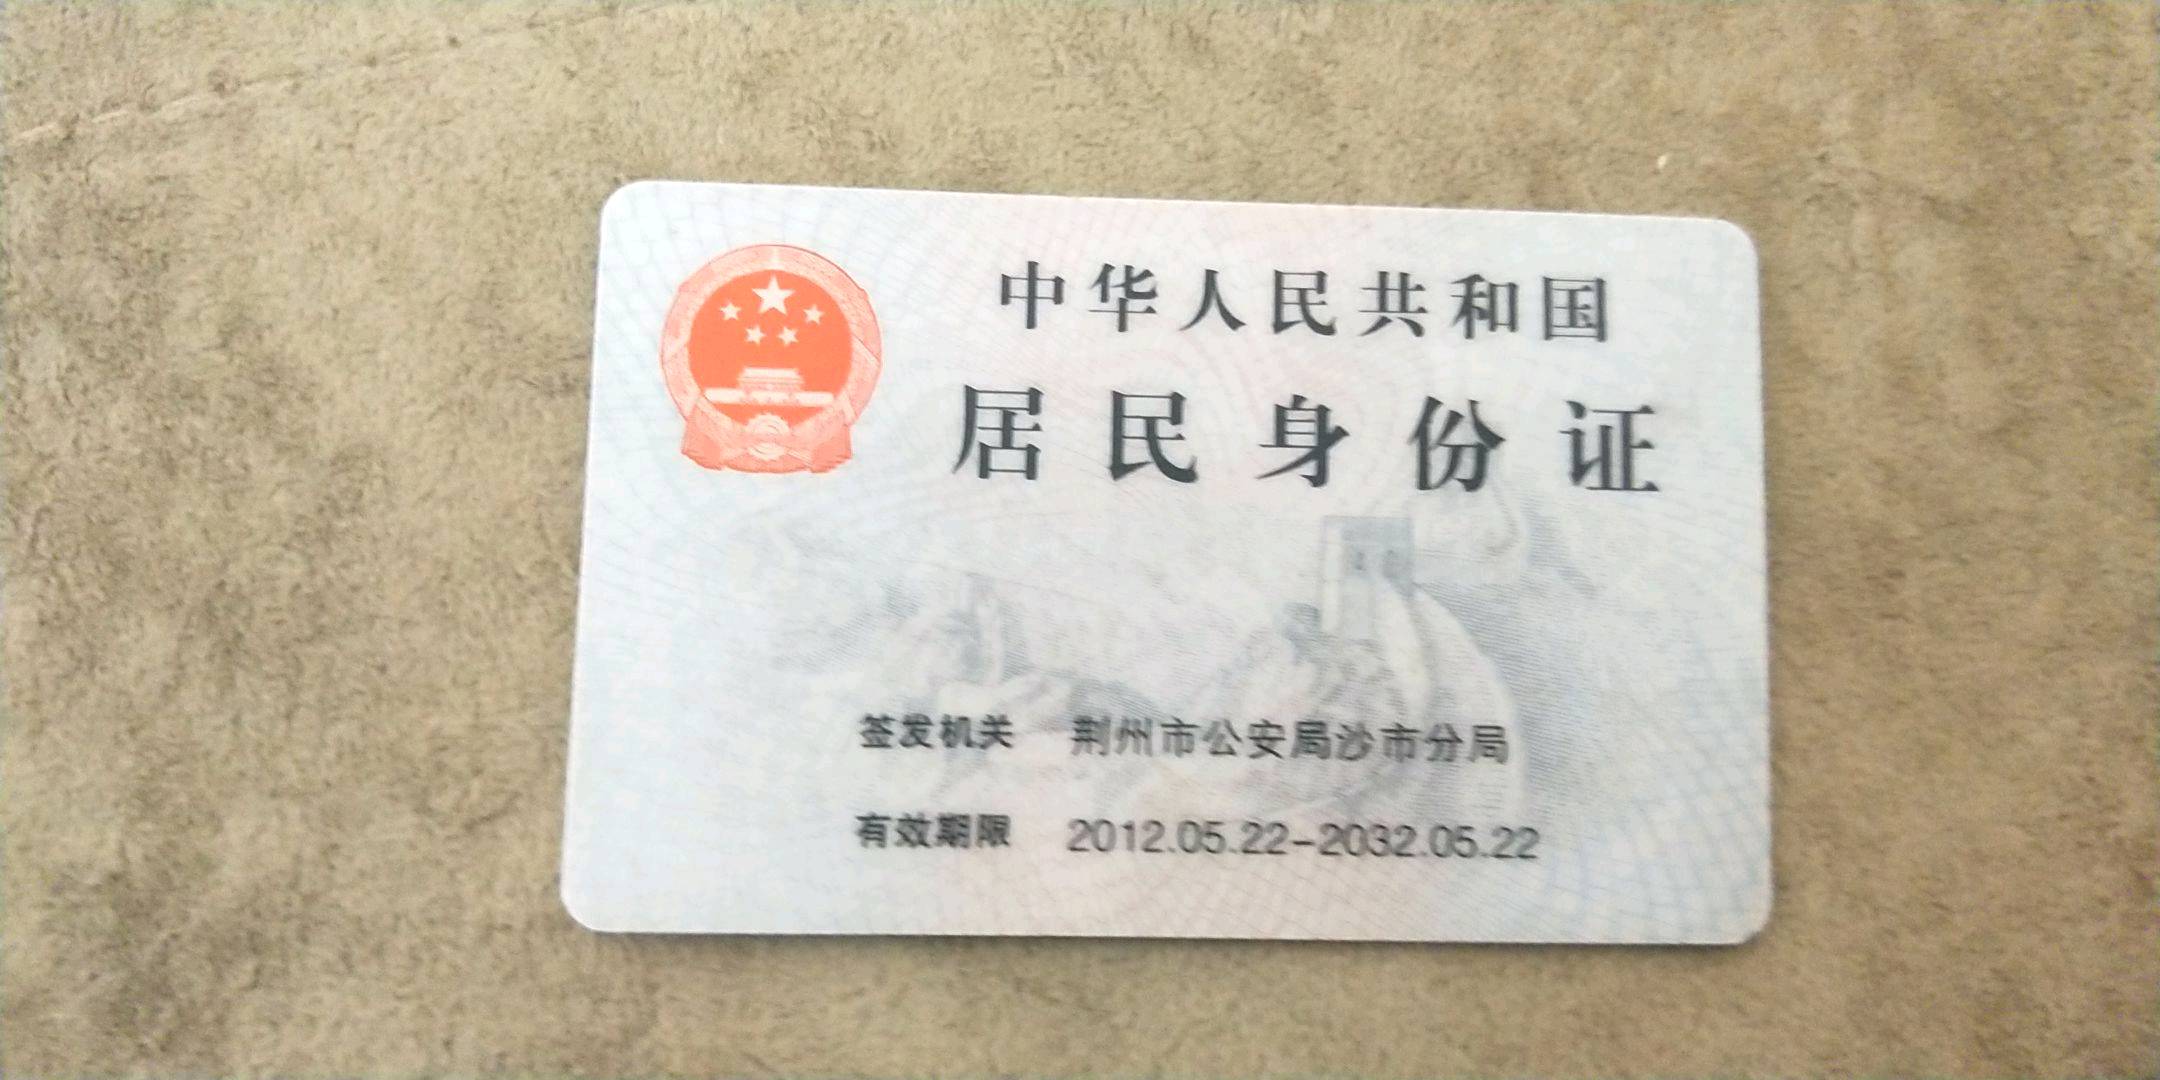 中华人民共和国
居民身份证
签发机关 荆州市公安局沙市分局
有效期限 2012.05.22-2032.05.22